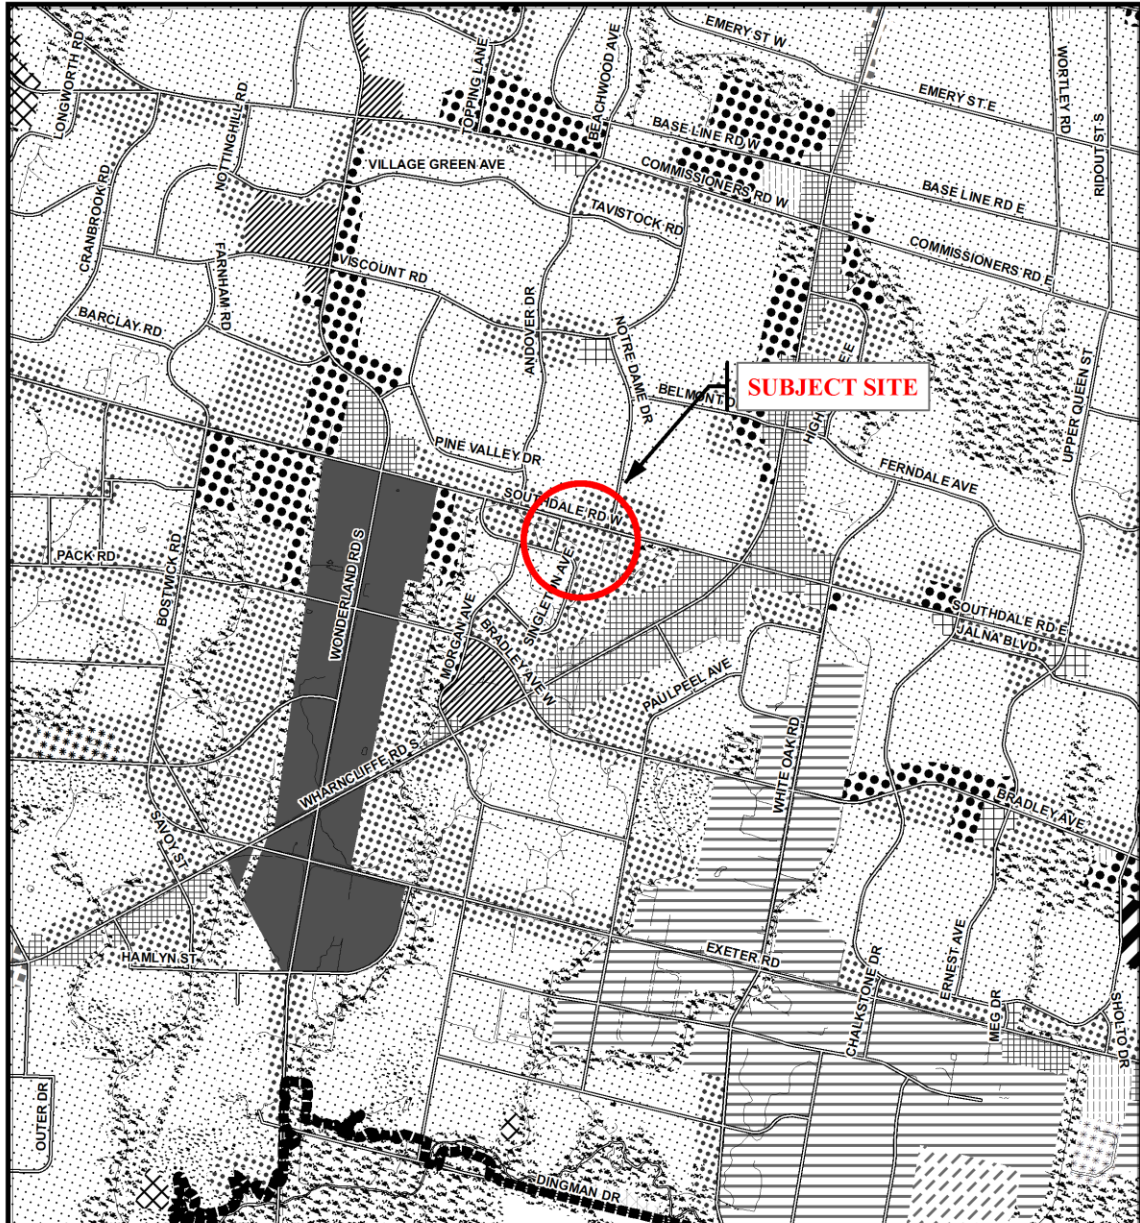 EMERY ST W
LONGWORTH RD
TOPPING LANE
BEACHWOOD AVE
WORTLEY RD
EMERY ST E
NOTTINGHILL RD
BASE LINE RD W
RIDOUT ST S
VILLAGE GREEN AVE
COMMISSIONERS RD W
BASE LINE RD E
CRANBROOK RD
TAVISTOCK RD
COMMISSIONERS RD E
FARNHAM RD
VISCOUNT RD
BARCLAY RD
ANDOVER DR
NOTRE DAME DR
SUBJECT SITE
BELMONT D
HIGH
E
UPPER QUEEN ST
PINE VALLEY DR
FERNDALE AVE
SOUTHDALE RD W
PACK RD
BOSTWICK RD
WONDERLAND RD S
SINGLETON AVE
MORGAN AVE
BRADLEY AVE W
SOUTHDALE RD E
JALNA BLVD
PAULPEEL AVE
WHITE OAK RD
WHARNCLIFFE RD S
BRADLEY AVE
SAVOY ST
HAMLYN ST
EXETER RD
CHALKSTONE DR
ERNEST AVE
MEG DR
SHOLTO DR
OUTER DR
DINGMAN DR